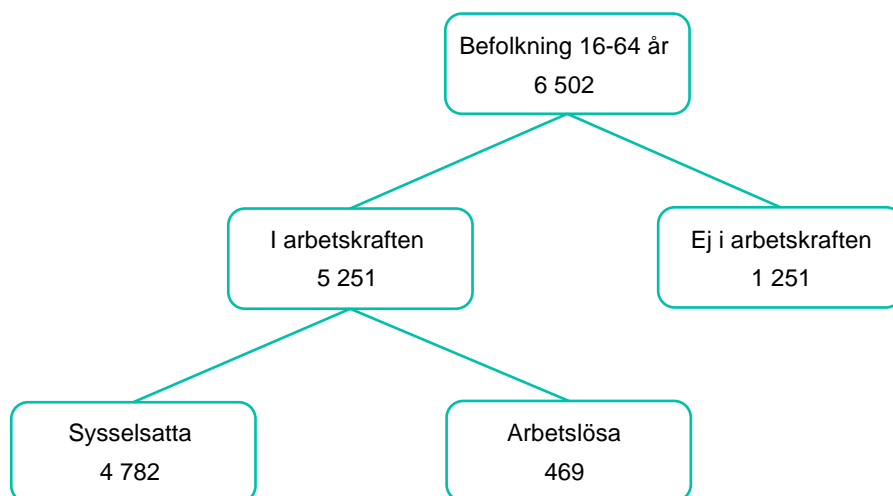 Befolkning 16-64 år
6 502
I arbetskraften
5 251
Ej i arbetskraften
1 251
Sysselsatta
4 782
Arbetslösa
469